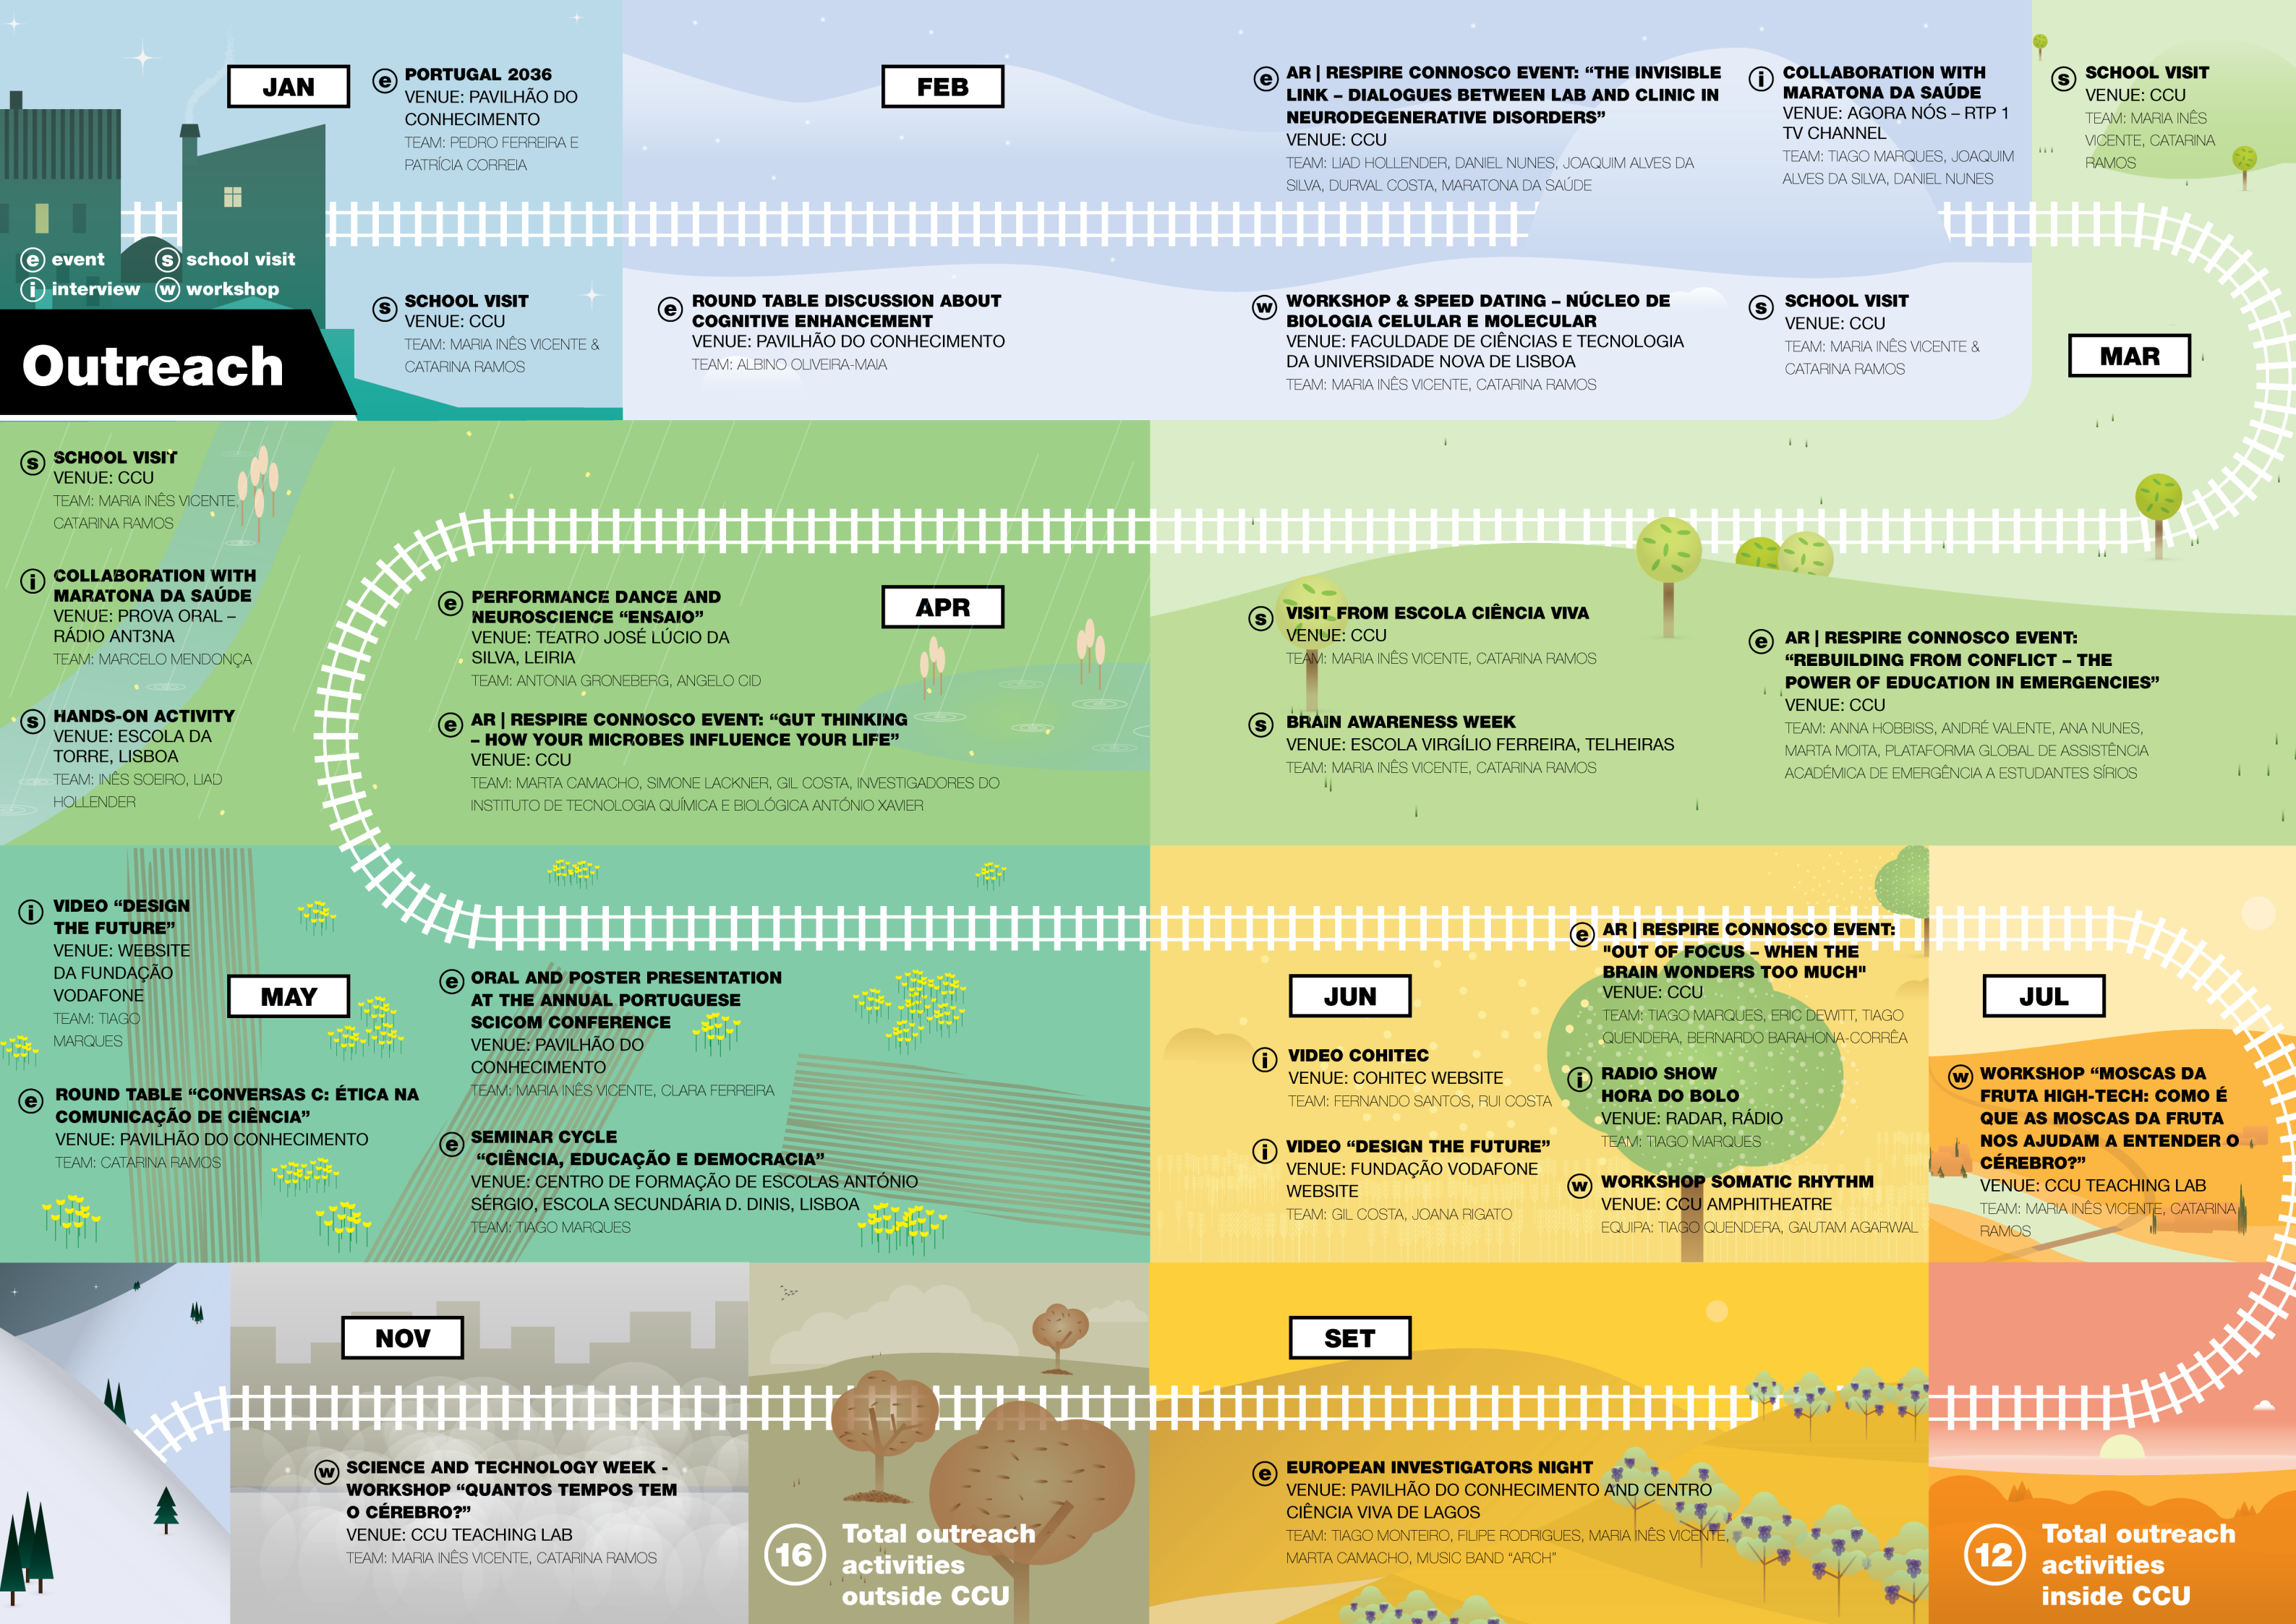 JAN
e PORTUGAL 2036
VENUE: PAVILHÃO DO
CONHECIMENTO
TEAM: PEDRO FERREIRA E
PATRÍCIA CORREIA
e event
s school visit
i interview
w workshop
Outreach
s SCHOOL VISIT
VENUE: CCU
TEAM: MARIA INÊS VICENTE &
CATARINA RAMOS
FEB
e ROUND TABLE DISCUSSION ABOUT
COGNITIVE ENHANCEMENT
VENUE: PAVILHÃO DO CONHECIMENTO
TEAM: ALBINO OLIVEIRA-MAIA
e AR | RESPIRE CONNOSCO EVENT: “THE INVISIBLE
LINK – DIALOGUES BETWEEN LAB AND CLINIC IN
NEURODEGENERATIVE DISORDERS”
VENUE: CCU
TEAM: LIAD HOLLENDER, DANIEL NUNES, JOAQUIM ALVES DA
SILVA, DURVAL COSTA, MARATONA DA SAÚDE
i COLLABORATION WITH
MARATONA DA SAÚDE
VENUE: AGORA NÓS – RTP 1
TV CHANNEL
TEAM: TIAGO MARQUES, JOAQUIM
ALVES DA SILVA, DANIEL NUNES
w WORKSHOP & SPEED DATING – NÚCLEO DE
BIOLOGIA CELULAR E MOLECULAR
VENUE: FACULDADE DE CIÊNCIAS E TECNOLOGIA
DA UNIVERSIDADE NOVA DE LISBOA
TEAM: MARIA INÊS VICENTE, CATARINA RAMOS
s SCHOOL VISIT
VENUE: CCU
TEAM: MARIA INÊS VICENTE &
CATARINA RAMOS
s SCHOOL VISIT
VENUE: CCU
TEAM: MARIA INÊS
VICENTE, CATARINA
RAMOS
MAR
s VISIT FROM ESCOLA CIÊNCIA VIVA
VENUE: CCU
TEAM: MARIA INÊS VICENTE, CATARINA RAMOS
s BRAIN AWARENESS WEEK
VENUE: ESCOLA VIRGÍLIO FERREIRA, TELHEIRAS
TEAM: MARIA INÊS VICENTE, CATARINA RAMOS
e AR | RESPIRE CONNOSCO EVENT:
“REBUILDING FROM CONFLICT – THE
POWER OF EDUCATION IN EMERGENCIES”
VENUE: CCU
TEAM: ANNA HOBBISS, ANDRÉ VALENTE, ANA NUNES,
MARTA MOITA, PLATAFORMA GLOBAL DE ASSISTÊNCIA
ACADÉMICA DE EMERGÊNCIA A ESTUDANTES SÍRIOS
s SCHOOL VISIT
VENUE: CCU
TEAM: MARIA INÊS VICENTE,
CATARINA RAMOS
i COLLABORATION WITH
MARATONA DA SAÚDE
VENUE: PROVA ORAL –
RÁDIO ANT3NA
TEAM: MARCELO MENDONÇA
s HANDS-ON ACTIVITY
VENUE: ESCOLA DA
TORRE, LISBOA
TEAM: INÊS SOEIRO, LIAD
HOLLENDER
e PERFORMANCE DANCE AND
NEUROSCIENCE “ENSAIO”
VENUE: TEATRO JOSÉ LÚCIO DA
SILVA, LEIRIA
TEAM: ANTONIA GRONEBERG, ANGELO CID
APR
e AR | RESPIRE CONNOSCO EVENT: “GUT THINKING
– HOW YOUR MICROBES INFLUENCE YOUR LIFE”
VENUE: CCU
TEAM: MARTA CAMACHO, SIMONE LACKNER, GIL COSTA, INVESTIGADORES DO
INSTITUTO DE TECNOLOGIA QUÍMICA E BIOLÓGICA ANTÓNIO XAVIER
i VIDEO “DESIGN
THE FUTURE”
VENUE: WEBSITE
DA FUNDAÇÃO
VODAFONE
TEAM: TIAGO
MARQUES
MAY
e ROUND TABLE “CONVERSAS C: ÉTICA NA
COMUNICAÇÃO DE CIÊNCIA”
VENUE: PAVILHÃO DO CONHECIMENTO
TEAM: CATARINA RAMOS
e ORAL AND POSTER PRESENTATION
AT THE ANNUAL PORTUGUESE
SCICOM CONFERENCE
VENUE: PAVILHÃO DO
CONHECIMENTO
TEAM: MARIA INÊS VICENTE, CLARA FERREIRA
e SEMINAR CYCLE
“CIÊNCIA, EDUCAÇÃO E DEMOCRACIA”
VENUE: CENTRO DE FORMAÇÃO DE ESCOLAS ANTÓNIO
SÉRGIO, ESCOLA SECUNDÁRIA D. DINIS, LISBOA
TEAM: TIAGO MARQUES
JUN
i VIDEO COHITEC
VENUE: COHITEC WEBSITE
TEAM: FERNANDO SANTOS, RUI COSTA
i VIDEO “DESIGN THE FUTURE”
VENUE: FUNDAÇÃO VODAFONE
WEBSITE
TEAM: GIL COSTA, JOANA RIGATO
e AR | RESPIRE CONNOSCO EVENT:
"OUT OF FOCUS – WHEN THE
BRAIN WONDERS TOO MUCH"
VENUE: CCU
TEAM: TIAGO MARQUES, ERIC DEWITT, TIAGO
QUENDERA, BERNARDO BARAHONA-CORRÊA
i RADIO SHOW
HORA DO BOLO
VENUE: RADAR, RÁDIO
TEAM: TIAGO MARQUES
w WORKSHOP SOMATIC RHYTHM
VENUE: CCU AMPHITHEATRE
EQUIPA: TIAGO QUENDERA, GAUTAM AGARWAL
JUL
w WORKSHOP “MOSCAS DA
FRUTA HIGH-TECH: COMO É
QUE AS MOSCAS DA FRUTA
NOS AJUDAM A ENTENDER O
CÉREBRO?”
VENUE: CCU TEACHING LAB
TEAM: MARIA INÊS VICENTE, CATARINA
RAMOS
NOV
w SCIENCE AND TECHNOLOGY WEEK -
WORKSHOP “QUANTOS TEMPOS TEM
O CÉREBRO?”
VENUE: CCU TEACHING LAB
TEAM: MARIA INÊS VICENTE, CATARINA RAMOS
16 Total outreach
activities
outside CCU
SET
e EUROPEAN INVESTIGATORS NIGHT
VENUE: PAVILHÃO DO CONHECIMENTO AND CENTRO
CIÊNCIA VIVA DE LAGOS
TEAM: TIAGO MONTEIRO, FILIPE RODRIGUES, MARIA INÊS VICENTE,
MARTA CAMACHO, MUSIC BAND “ARCH”
12 Total outreach
activities
inside CCU